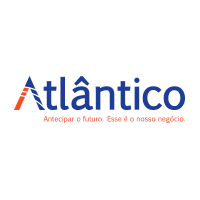 Atlântico
Antecipar o futuro. Esse é o nosso negócio.